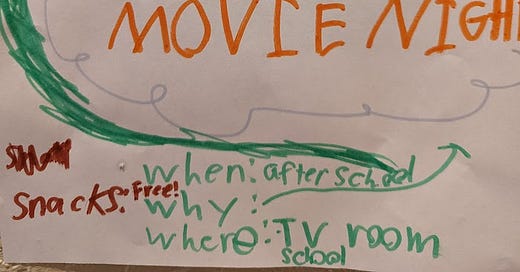 MOVIE NIGH
when: after school
Snacks: Free!
why:
where: TV room
school